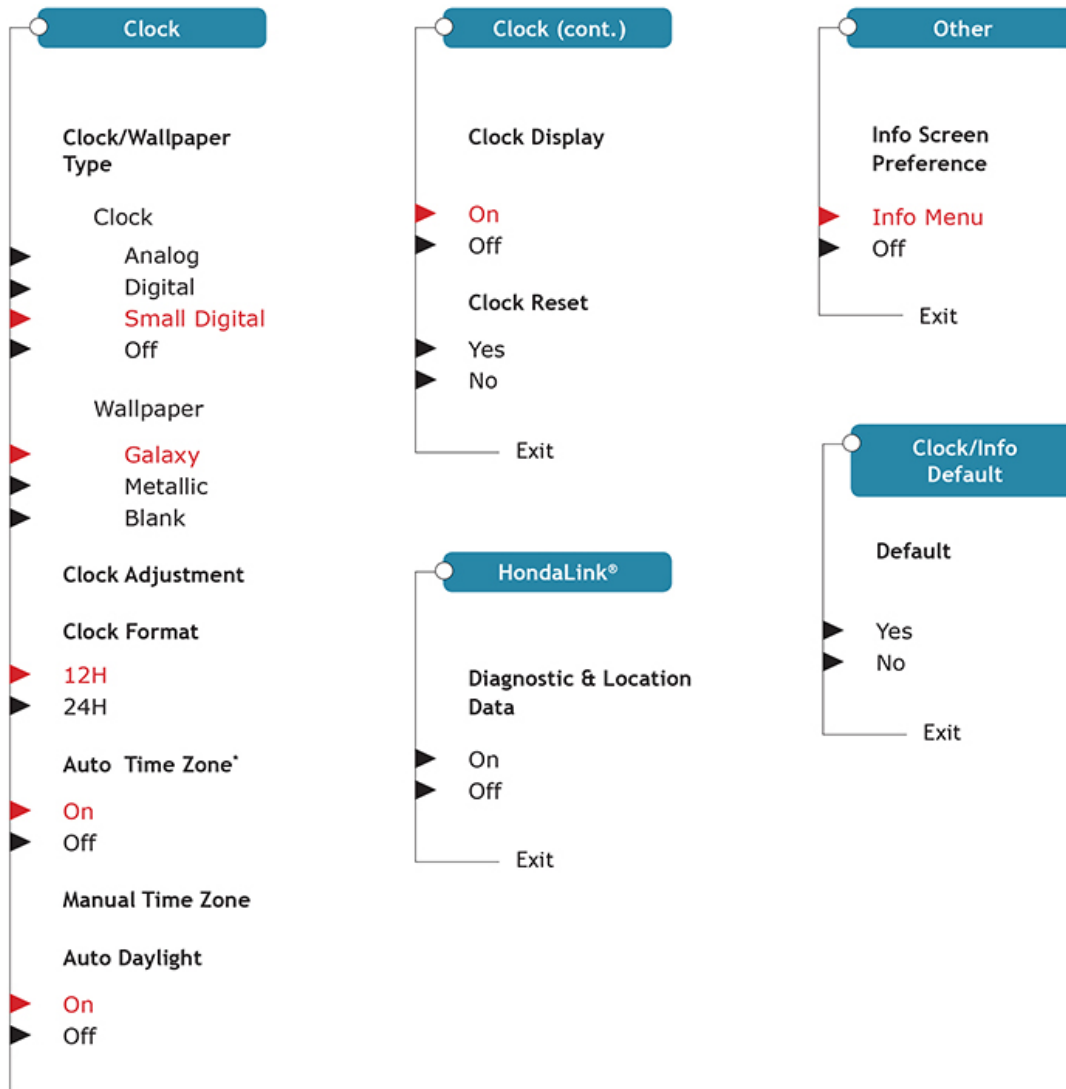 Clock
Clock/Wallpaper
Type
Clock
Analog
Digital
Small Digital
Off
Wallpaper
Galaxy
Metallic
Blank
Clock Adjustment
Clock Format
12H
24H
Auto Time Zone*
On
Off
Manual Time Zone
Auto Daylight
On
Off
Clock (cont.)
Clock Display
On
Off
Clock Reset
Yes
No
Exit
HondaLink®
Diagnostic & Location
Data
On
Off
Exit
Other
Info Screen
Preference
Info Menu
Off
Exit
Clock/Info
Default
Default
Yes
No
Exit